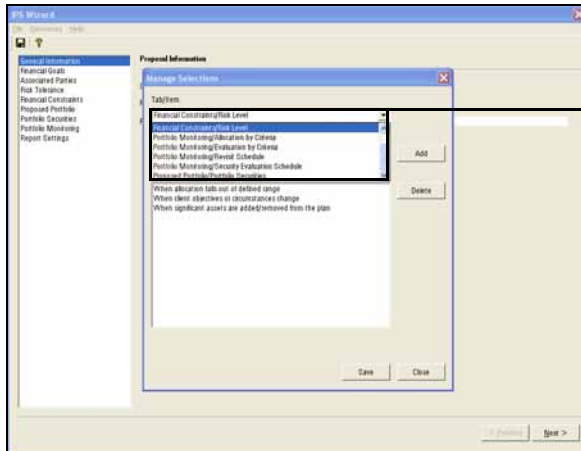 IPS Wizard
File Resources Help
General Information
Financial Goals
Associated Parties
Risk Tolerance
Financial Constraints
Proposed Portfolio
Portfolio Securities
Portfolio Monitoring
Report Settings
Proposal Information
Manage Selections
Tab/Item
Financial Constraints/Risk Level
Financial Constraints/Risk Level
Portfolio Monitoring/Allocation by Criteria
Portfolio Monitoring/Evaluation by Criteria
Portfolio Monitoring/Revisit Schedule
Portfolio Monitoring/Security Evaluation Schedule
Proposed Portfolio/Portfolio Securities
When allocation falls out of defined range
When client objectives or circumstances change
When significant assets are added/removed from the plan
Add
Delete
Save
Close
< Previous
Next >